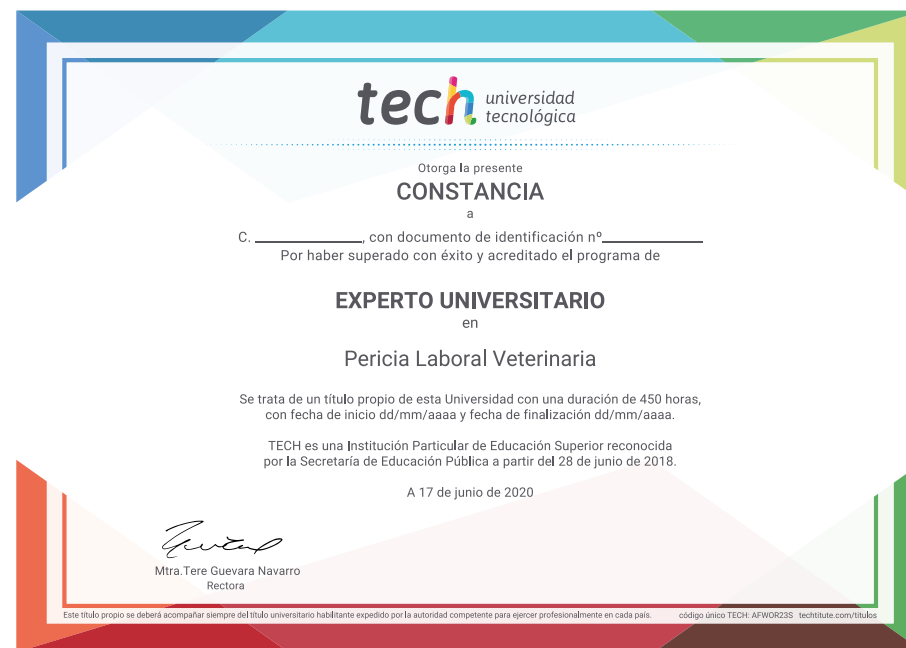 tech universidad
tecnológica
Otorga la presente
CONSTANCIA
a
C. ____________, con documento de identificación nº____________
Por haber superado con éxito y acreditado el programa de
EXPERTO UNIVERSITARIO
en
Pericia Laboral Veterinaria
Se trata de un título propio de esta Universidad con una duración de 450 horas,
con fecha de inicio dd/mm/aaaa y fecha de finalización dd/mm/aaaa.
TECH es una Institución Particular de Educación Superior reconocida
por la Secretaría de Educación Pública a partir del 28 de junio de 2018.
A 17 de junio de 2020
Mtra.Tere Guevara Navarro
Rectora
Este título propio se deberá acompañar siempre del título universitario habilitante expedido por la autoridad competente para ejercer profesionalmente en cada país. código único TECH: AFWOR23S techtitute.com/titulos